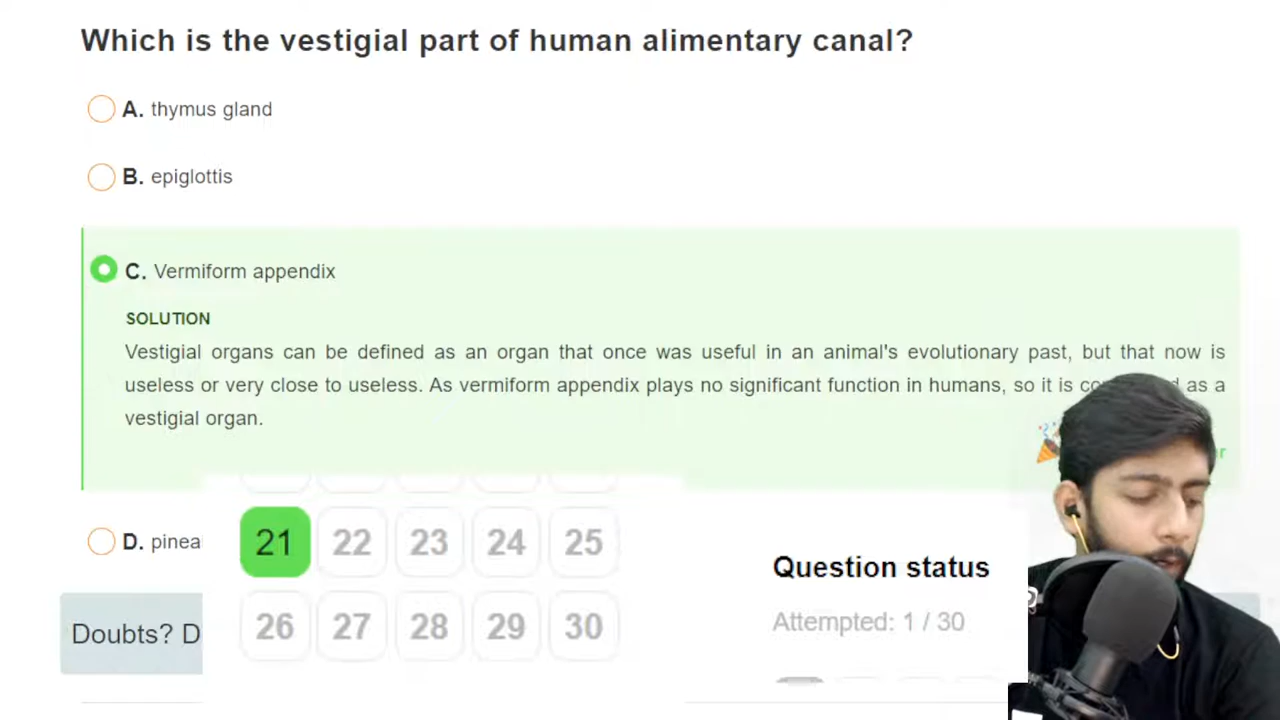 Which is the vestigial part of human alimentary canal?
A. thymus gland
B. epiglottis
C. Vermiform appendix
SOLUTION
Vestigial organs can be defined as an organ that once was useful in an animal's evolutionary past, but that now is
useless or very close to useless. As vermiform appendix plays no significant function in humans, so it is as a
vestigial organ.
D. pinea
21 22 23 24 25
26 27 28 29 30
Question status
Attempted: 1 / 30
Doubts? D